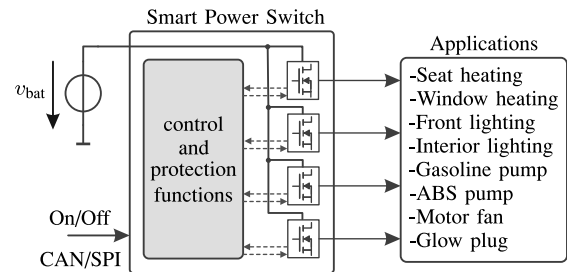 Smart Power Switch
Applications
v_bat
control
and
protection
functions
-Seat heating
-Window heating
-Front lighting
-Interior lighting
-Gasoline pump
-ABS pump
-Motor fan
-Glow plug
On/Off
CAN/SPI